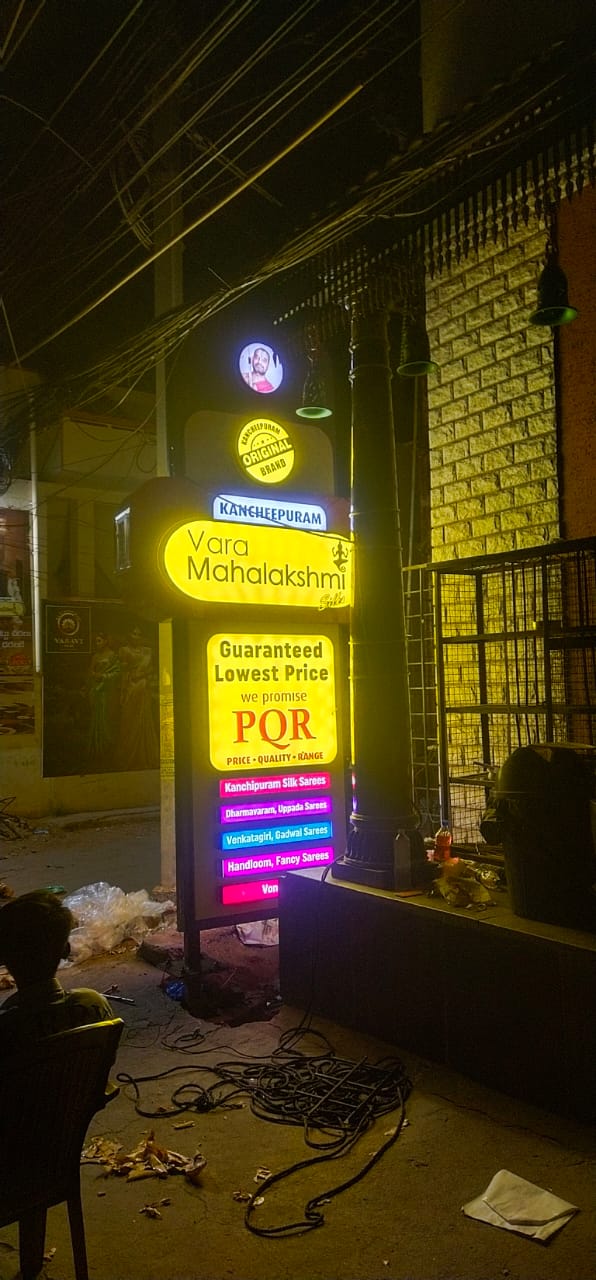 KANCHEEPURAM
ORIGINAL
BRAND
KANCHEEPURAM
Vara
Mahalakshmi
Silks
Guaranteed
Lowest Price
we promise
PQR
PRICE • QUALITY • RANGE
Kanchipuram Silk Sarees
Dharmavaram, Uppada Sarees
Venkatagiri, Gadwal Sarees
Handloom, Fancy Sarees
Von